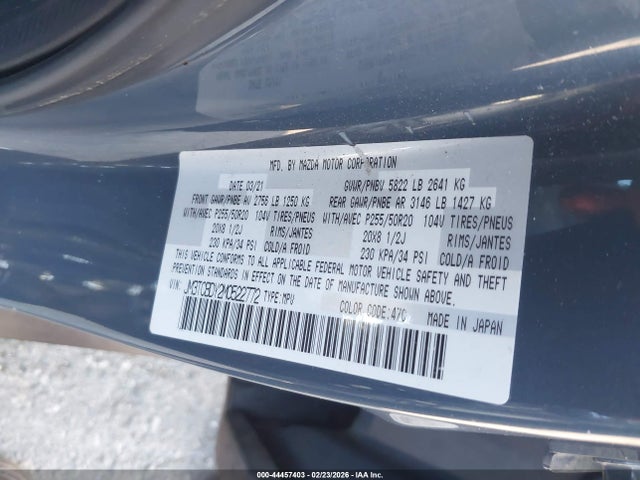 MFD. BY MAZDA MOTOR CORPORATION
DATE 03/21 GVWR/PNBV 5822 LB 2641 KG
FRONT GAWR/PNBE AV 2756 LB 1250 KG REAR GAWR/PNBE AR 3146 LB 1427 KG
WITH/AVEC P255/50R20 104V TIRES/PNEUS WITH/AVEC P255/50R20 104V TIRES/PNEUS
20X8 1/2J RIMS/JANTES 20X8 1/2J RIMS/JANTES
230 KPA/34 PSI COLD/A FROID 230 KPA/34 PSI COLD/A FROID
THIS VEHICLE CONFORMS TO ALL APPLICABLE FEDERAL MOTOR VEHICLE SAFETY AND THEFT
PREVENTION STANDARDS IN EFFECT ON THE DATE OF MANUFACTURE SHOWN ABOVE.
VIN: TYPE:MPV COLOR CODE:47C MADE IN JAPAN
000-44457403 - 02/23/2026 - IAA Inc.